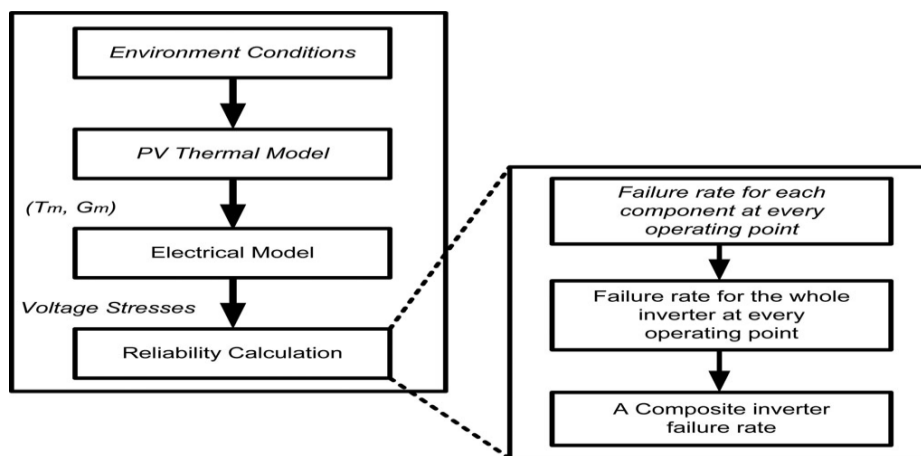 Environment Conditions
PV Thermal Model
(Tm, Gm)
Electrical Model
Voltage Stresses
Reliability Calculation
Failure rate for each
component at every
operating point
Failure rate for the whole
inverter at every
operating point
A Composite inverter
failure rate